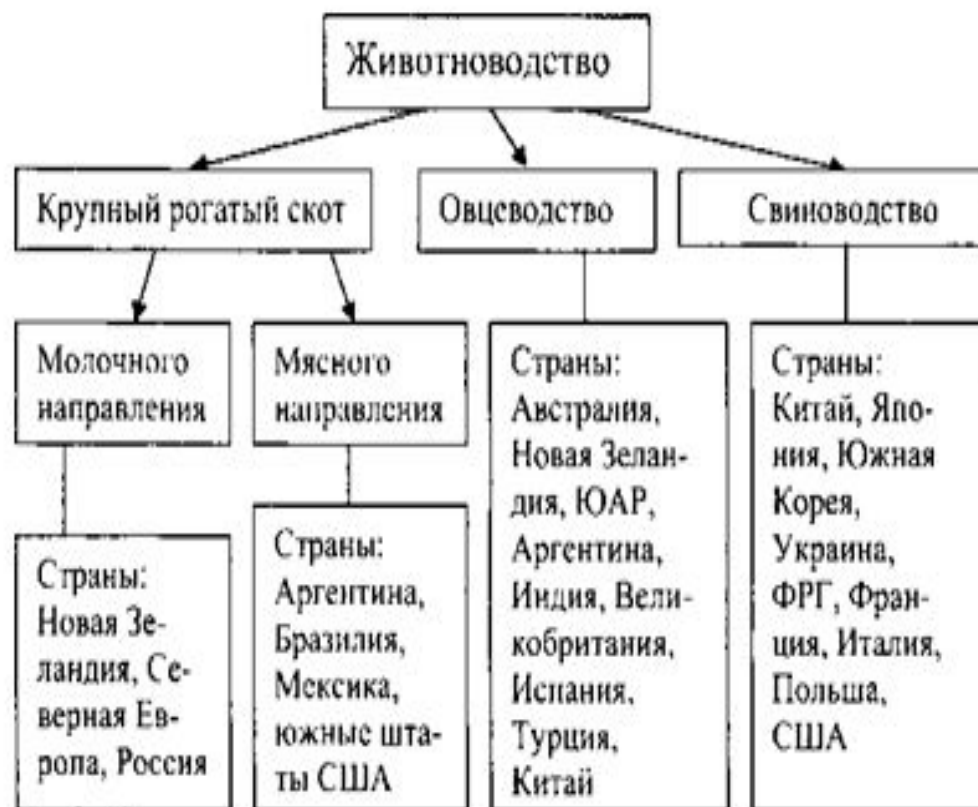 Животноводство
Крупный рогатый скот
Овцеводство
Свиноводство
Молочного
направления
Мясного
направления
Страны:
Новая Зе-
ландия, Се-
верная Ев-
ропа, Россия
Страны:
Аргентина,
Бразилия,
Мексика,
южные шта-
ты США
Страны:
Австралия,
Новая Зелан-
дия, ЮАР,
Аргентина,
Индия, Вели-
кобритания,
Испания,
Турция,
Китай
Страны:
Китай, Япо-
ния, Южная
Корея,
Украина,
ФРГ, Фран-
ция, Италия,
Польша,
США